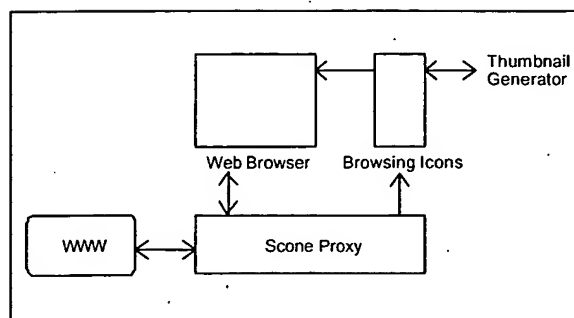 Thumbnail
Generator
Web Browser
Browsing Icons
WWW
Scone Proxy